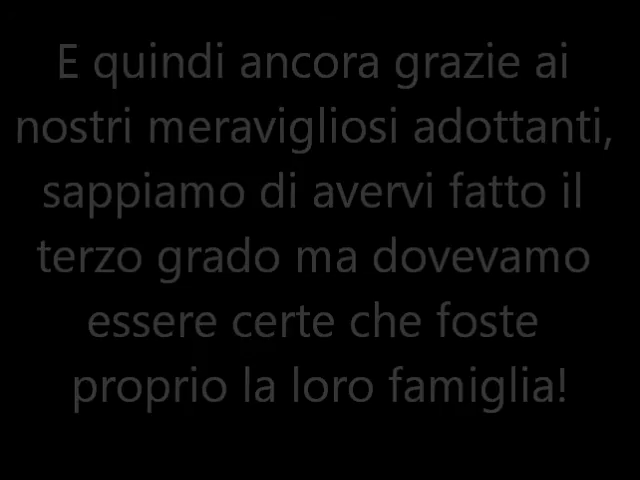 E quindi ancora grazie ai
nostri meravigliosi adottanti,
sappiamo di avervi fatto il
terzo grado ma dovevamo
essere certe che foste
proprio la loro famiglia!